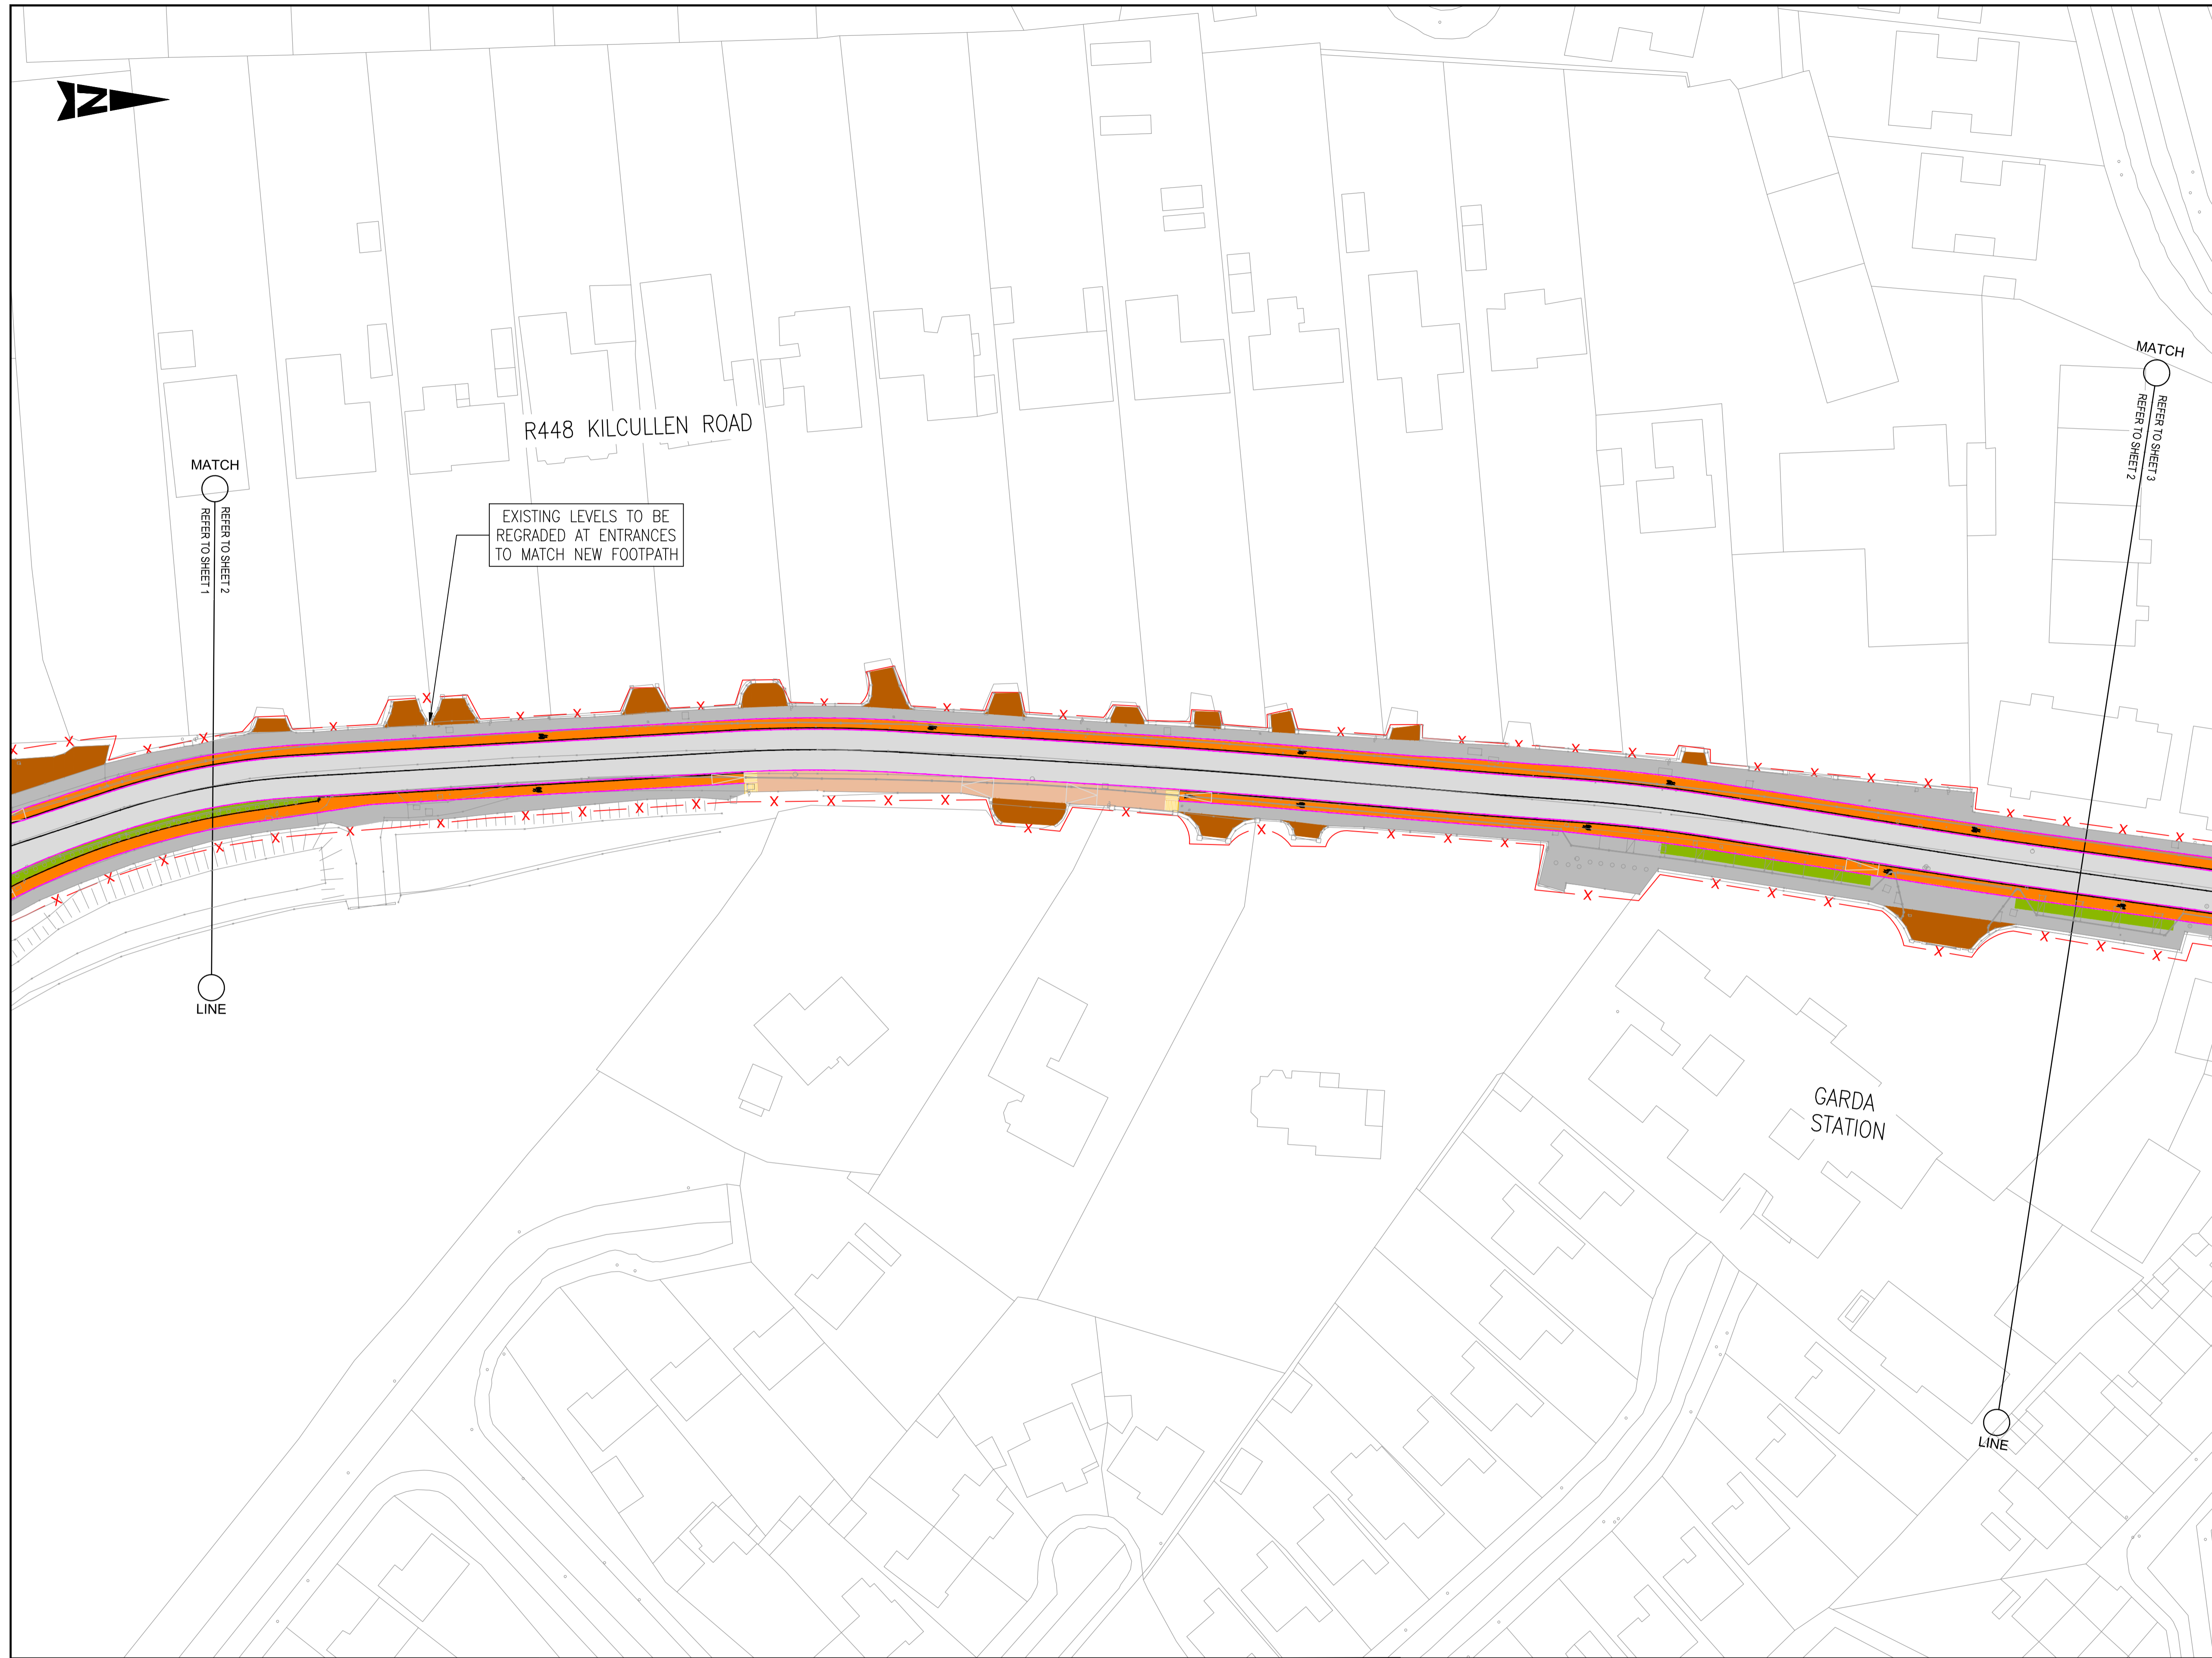 N
MATCH
REFER TO SHEET 3
REFER TO SHEET 2
R448 KILCULLEN ROAD
MATCH
REFER TO SHEET 2
REFER TO SHEET 1
EXISTING LEVELS TO BE
REGRADED AT ENTRANCES
TO MATCH NEW FOOTPATH
LINE
GARDA
STATION
LINE